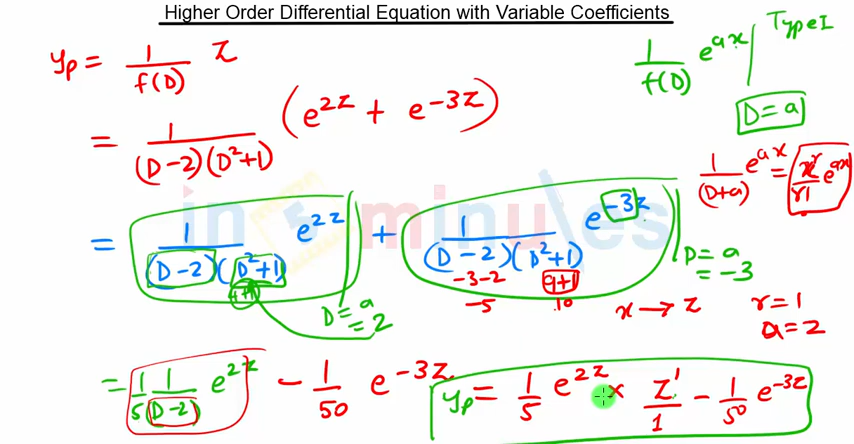 Higher Order Differential Equation with Variable Coefficients
yp = 1/f(D) Z
1/f(D) e^ax | Type I
D = a
= 1/(D-2)(D²+1) (e^2z + e^-3z)
1/(D+a) e^ax = x^r/r! e^ax
in minutes
= 1/(D-2)(D²+1) e^2z + 1/(D-2)(D²+1) e^-3z
4+1
D = a
= 2
-3-2
-5
9+1
10
D = a
= -3
x → z
r = 1
a = 2
= 1/5 1/(D-2) e^2z - 1/50 e^-3z
yp = 1/5 e^2z × z'/1 - 1/50 e^-3z